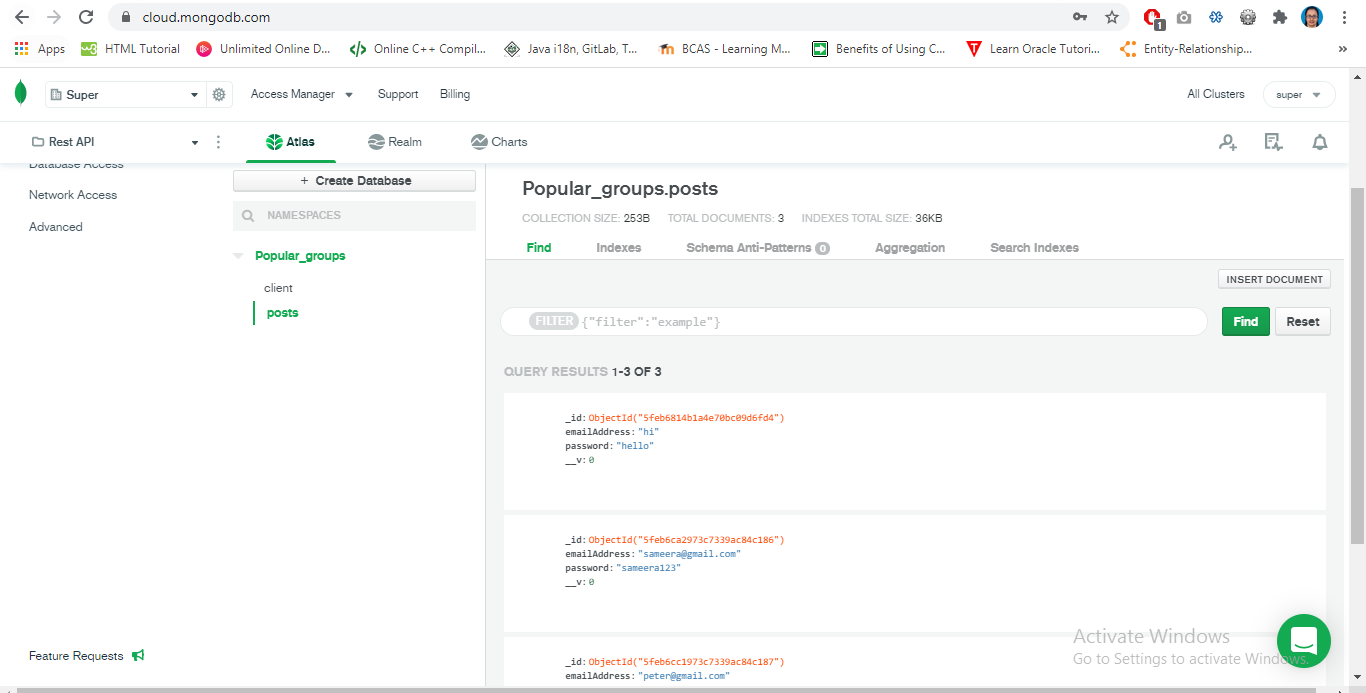 cloud.mongodb.com
1
Apps HTML Tutorial Unlimited Online D... Online C++ Compil... Java i18n, GitLab, T... BCAS - Learning M... Benefits of Using C... Learn Oracle Tutori... Entity-Relationship... »
Super Access Manager Support Billing All Clusters super
Rest API Atlas Realm Charts
Database Access
Network Access
Advanced
Feature Requests
+ Create Database
NAMESPACES
Popular_groups
client
posts
Popular_groups.posts
COLLECTION SIZE: 253B TOTAL DOCUMENTS: 3 INDEXES TOTAL SIZE: 36KB
Find Indexes Schema Anti-Patterns 0 Aggregation Search Indexes
INSERT DOCUMENT
FILTER {"filter":"example"} Find Reset
QUERY RESULTS 1-3 OF 3
_id: ObjectId("5feb6814b1a4e70bc09d6fd4")
emailAddress: "hi"
password: "hello"
__v: 0
_id: ObjectId("5feb6ca2973c7339ac84c186")
emailAddress: "sameera@gmail.com"
password: "sameera123"
__v: 0
_id: ObjectId("5feb6cc1973c7339ac84c187")
emailAddress: "peter@gmail.com"
Activate Windows
Go to Settings to activate Windows.